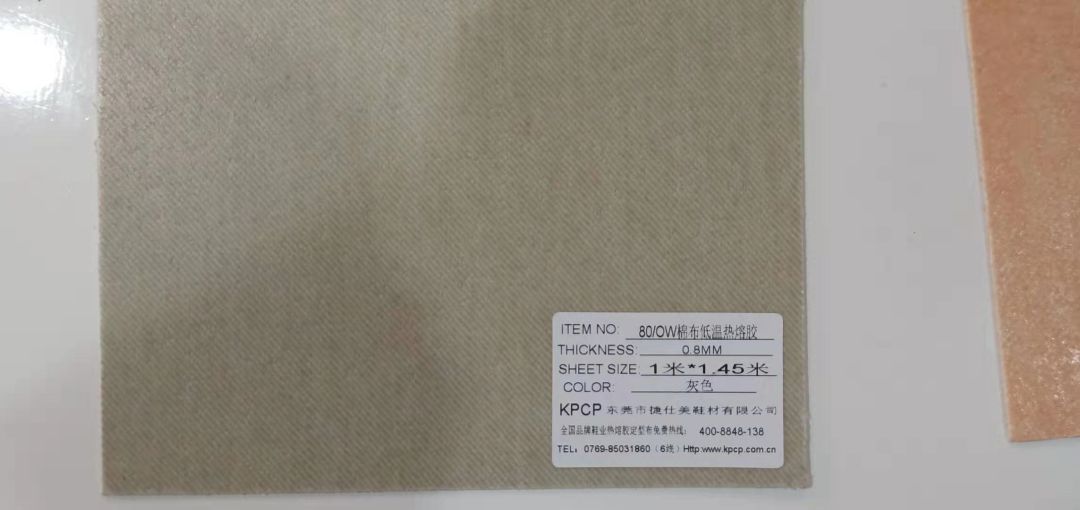 ITEM NO: 80/OW棉布低温热熔胶
THICKNESS: 0.8MM
SHEET SIZE: 1米*1.45米
COLOR: 灰色
KPCP 东莞市捷仕美鞋材有限公司
全国品牌鞋业热熔胶定型布免费热线: 400-8848-138
TEL: 0769-85031860（6线）Http:www.kpcp.com.cn